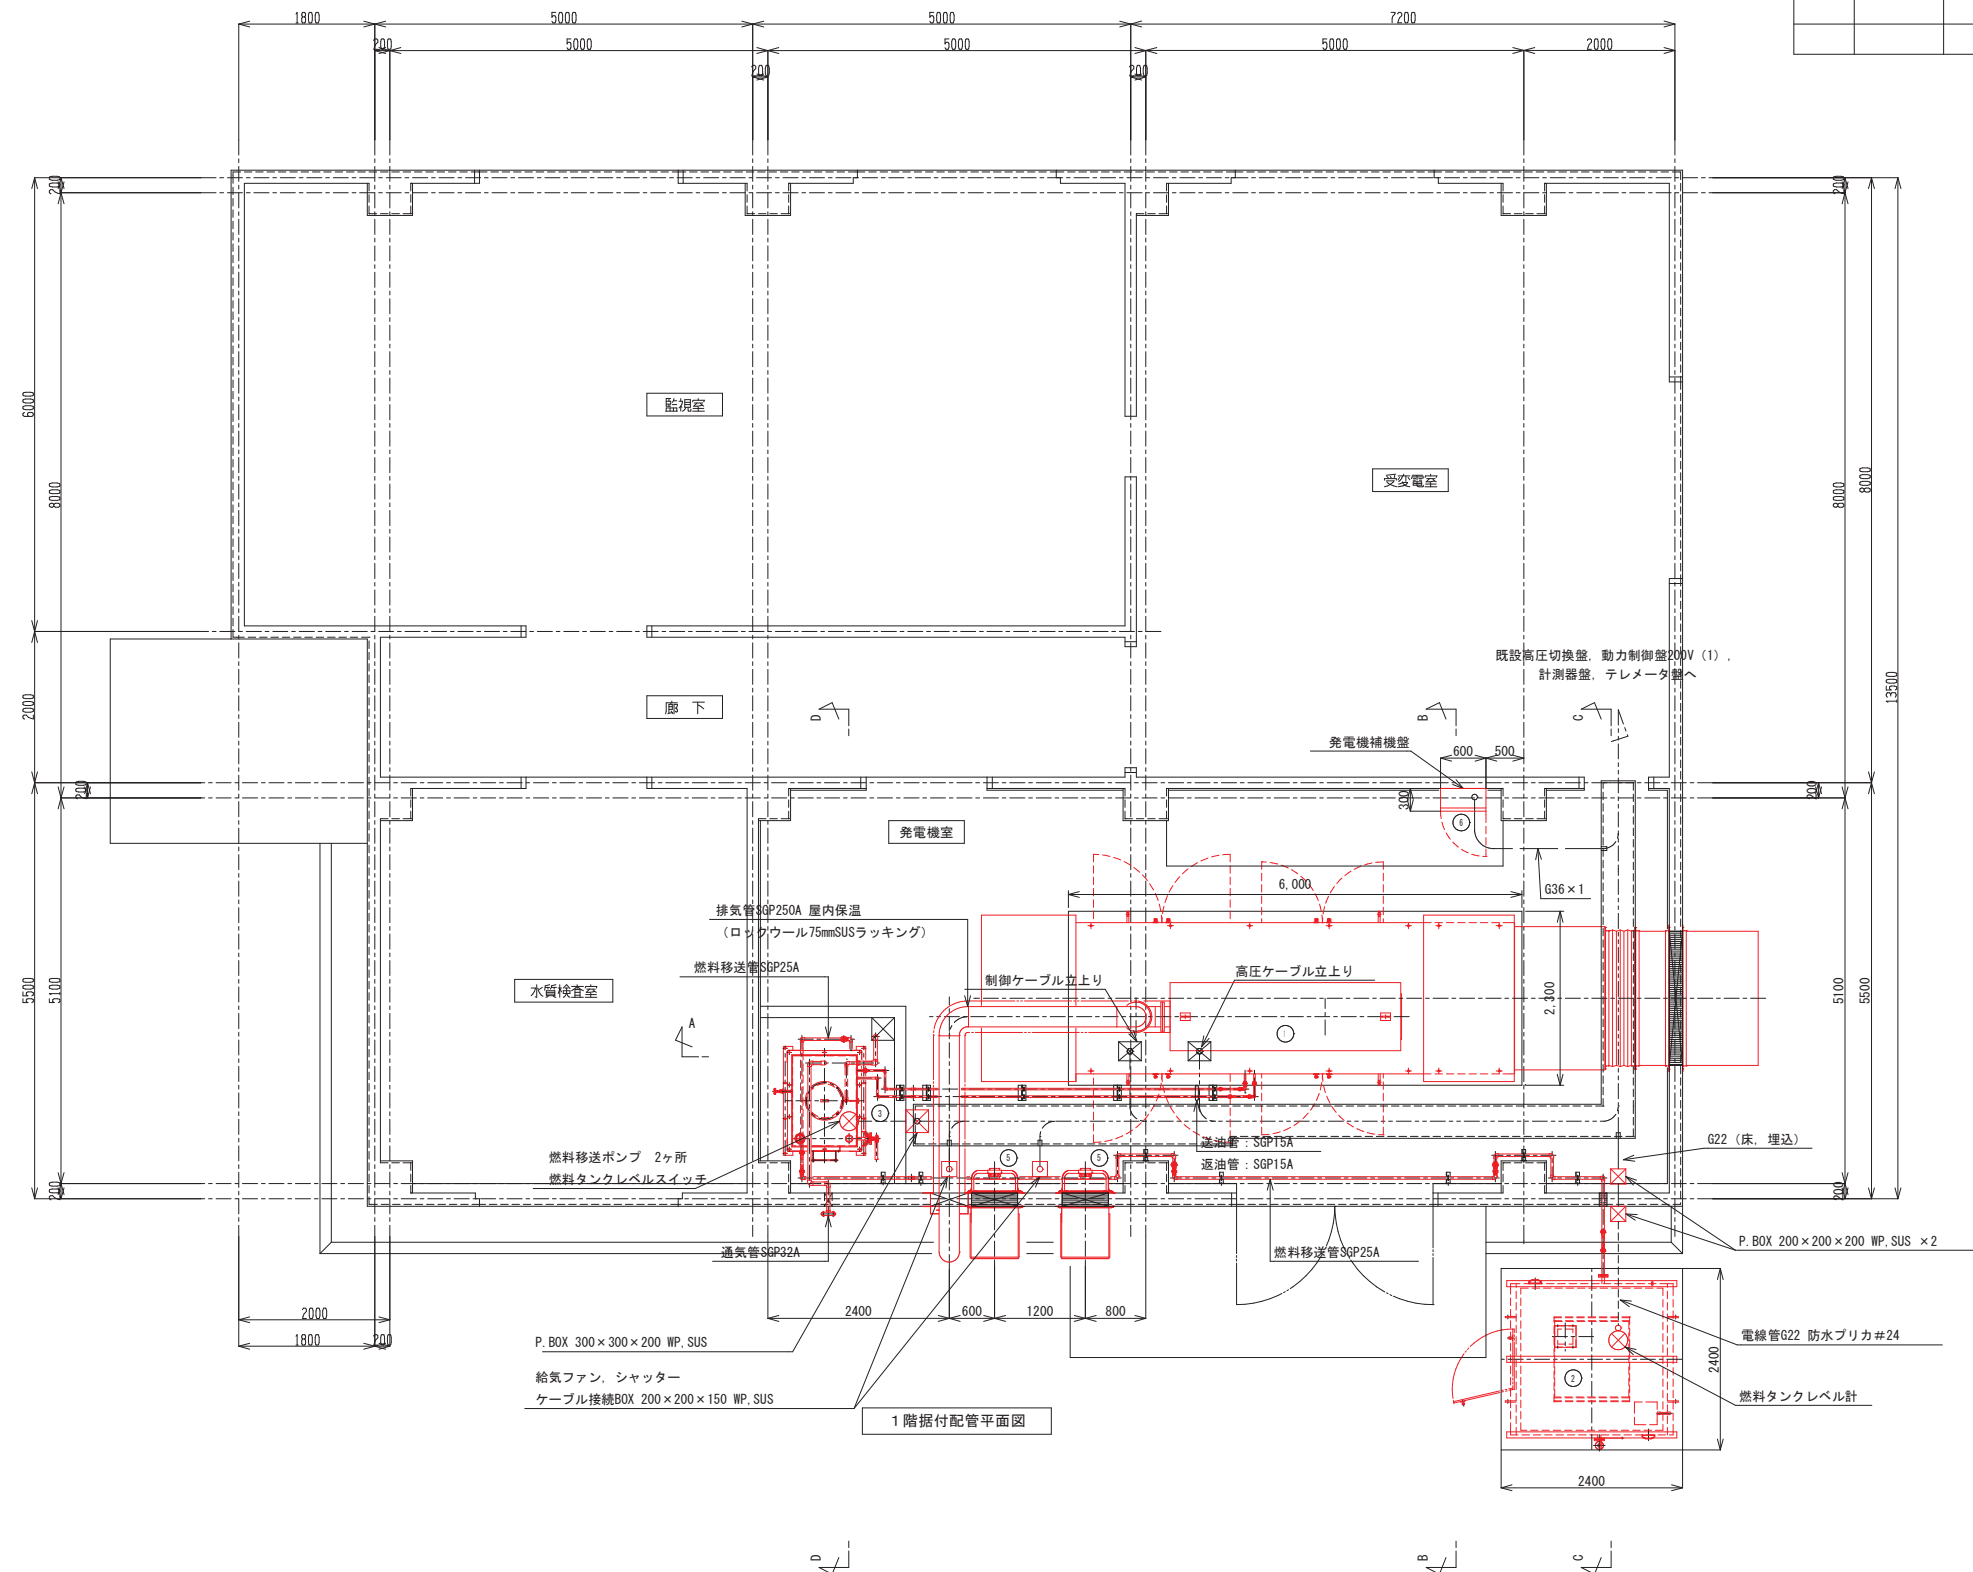 1800
5000
5000
7200
200
5000
5000
5000
2000
200
200
200
200
6000
8000
監視室
受変電室
8000
8000
既設高圧切換盤, 動力制御盤200V (1) ,
計測器盤, テレメータ盤へ
13500
2000
廊 下
D
B
C
発電機補機盤
600
500
200
300
200
発電機室
6
6,000
G36×1
排気管SGP250A 屋内保温
(ロックウール75mmSUSラッキング)
燃料移送管SGP25A
制御ケーブル立上り
高圧ケーブル立上り
水質検査室
5500
5100
2,300
5100
5500
A
1
3
送油管：SGP15A
返油管：SGP15A
G22 (床, 埋込)
燃料移送ポンプ 2ヶ所
燃料タンクレベルスイッチ
5
5
200
200
通気管SGP32A
燃料移送管SGP25A
P.BOX 200×200×200 WP,SUS ×2
2000
2400
600
1200
800
1800
200
P.BOX 300×300×200 WP,SUS
電線管G22 防水プリカ#24
2400
給気ファン, シャッター
ケーブル接続BOX 200×200×150 WP,SUS
2
燃料タンクレベル計
1階据付配管平面図
2400
D
B
C